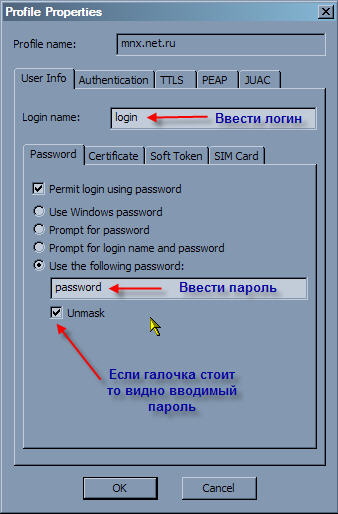 Profile Properties
Profile name: mnx.net.ru
User Info Authentication TTLS PEAP JUAC
Login name: login Ввести логин
Password Certificate Soft Token SIM Card
Permit login using password
Use Windows password
Prompt for password
Prompt for login name and password
Use the following password:
password Ввести пароль
Unmask
Если галочка стоит
то видно вводимый
пароль
OK Cancel